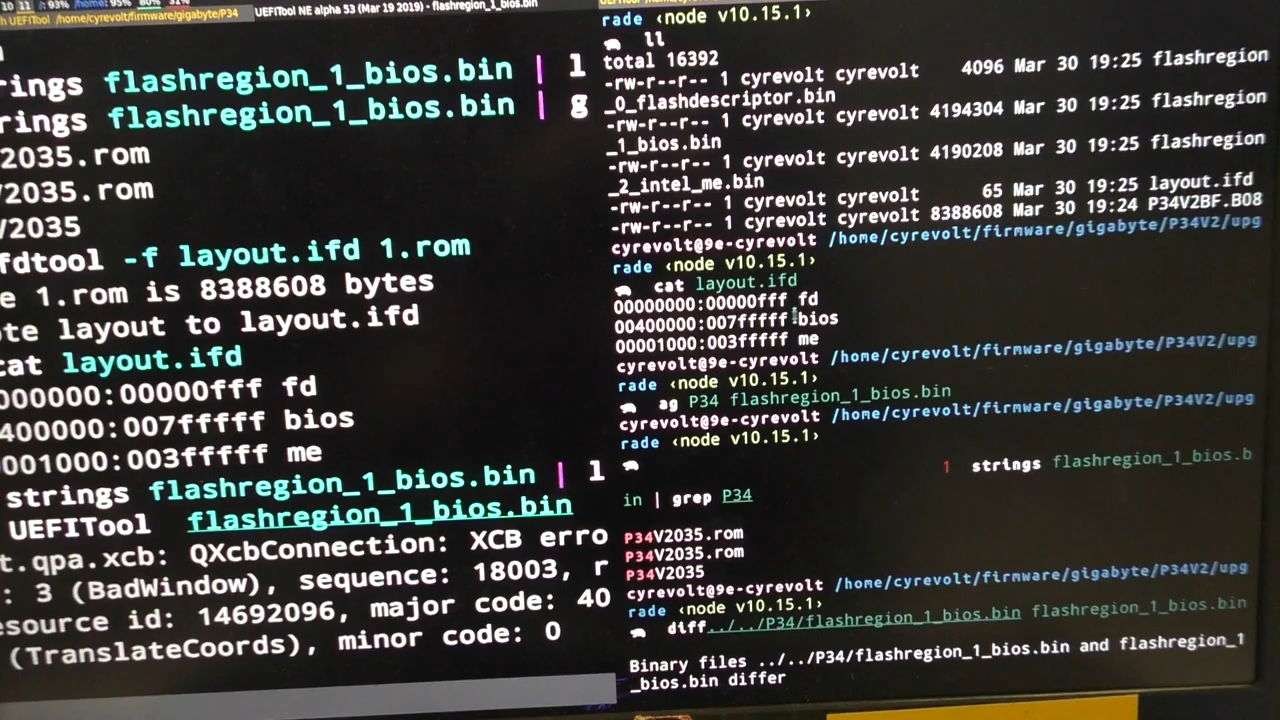 10 11 /: 93% /home: 95% 80% 31%
UEFITool /home/cyrevolt/firmware/gigabyte/P34
UEFITool NE alpha 53 (Mar 19 2019) - flashregion_1_bios.bin
rings flashregion_1_bios.bin | l
rings flashregion_1_bios.bin | g
2035.rom
V2035.rom
V2035
fdtool -f layout.ifd 1.rom
e 1.rom is 8388608 bytes
ote layout to layout.ifd
cat layout.ifd
000000:00000fff fd
400000:007fffff bios
001000:003fffff me
strings flashregion_1_bios.bin | l
UEFITool flashregion_1_bios.bin
t.qpa.xcb: QXcbConnection: XCB erro
: 3 (BadWindow), sequence: 18003, r
esource id: 14692096, major code: 40
(TranslateCoords), minor code: 0
rade ‹node v10.15.1›
ll
total 16392
-rw-r--r-- 1 cyrevolt cyrevolt 4096 Mar 30 19:25 flashregion
_0_flashdescriptor.bin
-rw-r--r-- 1 cyrevolt cyrevolt 4194304 Mar 30 19:25 flashregion
_1_bios.bin
-rw-r--r-- 1 cyrevolt cyrevolt 4190208 Mar 30 19:25 flashregion
_2_intel_me.bin
-rw-r--r-- 1 cyrevolt cyrevolt 65 Mar 30 19:25 layout.ifd
-rw-r--r-- 1 cyrevolt cyrevolt 8388608 Mar 30 19:24 P34V2BF.B08
cyrevolt@9e-cyrevolt /home/cyrevolt/firmware/gigabyte/P34V2/upg
rade ‹node v10.15.1›
cat layout.ifd
00000000:00000fff fd
00400000:007fffff bios
00001000:003fffff me
cyrevolt@9e-cyrevolt /home/cyrevolt/firmware/gigabyte/P34V2/upg
rade ‹node v10.15.1›
ag P34 flashregion_1_bios.bin
cyrevolt@9e-cyrevolt /home/cyrevolt/firmware/gigabyte/P34V2/upg
rade ‹node v10.15.1›
1 strings flashregion_1_bios.b
in | grep P34
P34V2035.rom
P34V2035.rom
P34V2035
cyrevolt@9e-cyrevolt /home/cyrevolt/firmware/gigabyte/P34V2/upg
rade ‹node v10.15.1›
diff ../../P34/flashregion_1_bios.bin flashregion_1_bios.bin
Binary files ../../P34/flashregion_1_bios.bin and flashregion_1
_bios.bin differ